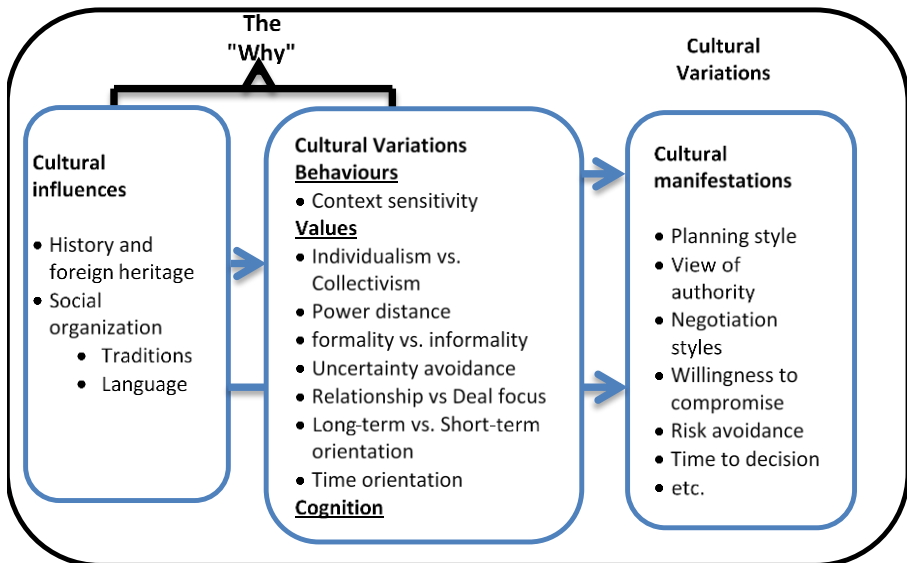 The
"Why"
Cultural
Variations
Cultural
influences
• History and
foreign heritage
• Social
organization
• Traditions
• Language
Cultural Variations
Behaviours
• Context sensitivity
Values
• Individualism vs.
Collectivism
• Power distance
• formality vs. informality
• Uncertainty avoidance
• Relationship vs Deal focus
• Long-term vs. Short-term
orientation
• Time orientation
Cognition
Cultural
manifestations
• Planning style
• View of
authority
• Negotiation
styles
• Willingness to
compromise
• Risk avoidance
• Time to decision
• etc.